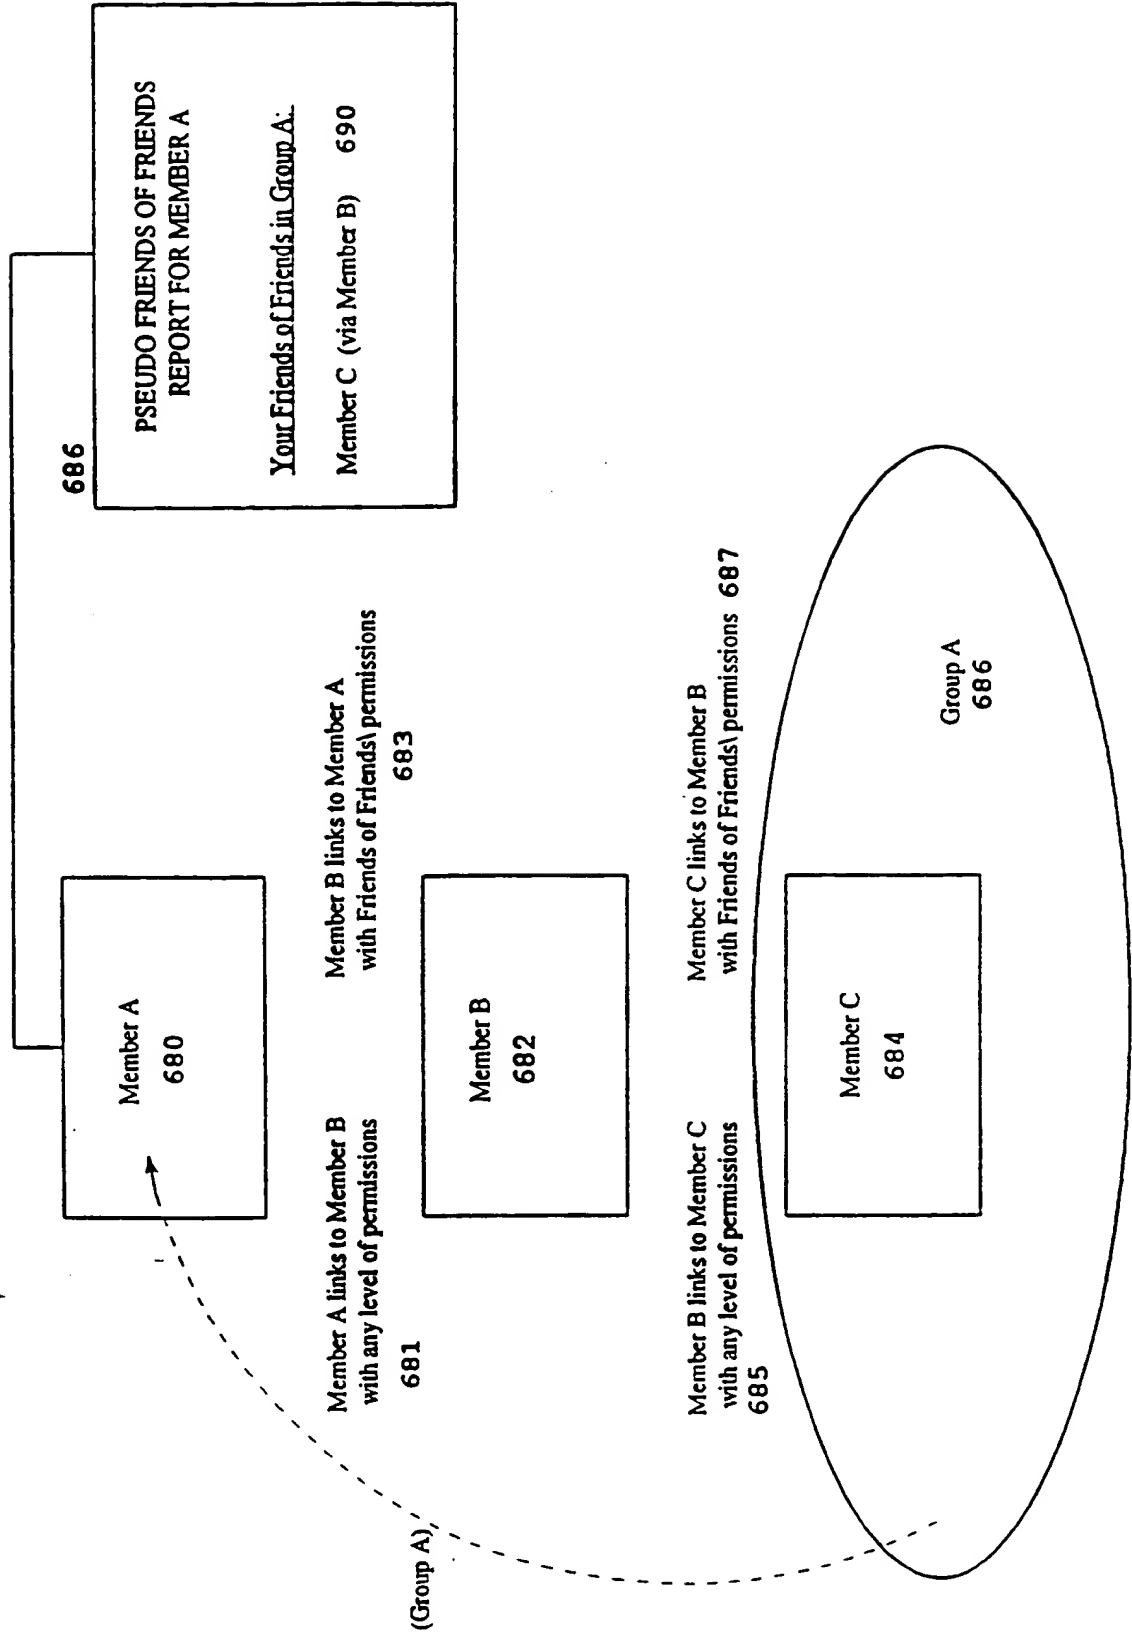 PSEUDO FRIENDS OF FRIENDS
REPORT FOR MEMBER A
Your Friends of Friends in Group A:
Member C (via Member B) 690
686
Member A
680
Member A links to Member B
with any level of permissions
681
Member B links to Member A
with Friends of Friends\ permissions
683
(Group A)
Member B
682
Member B links to Member C
with any level of permissions
685
Member C links to Member B
with Friends of Friends\ permissions 687
Member C
684
Group A
686